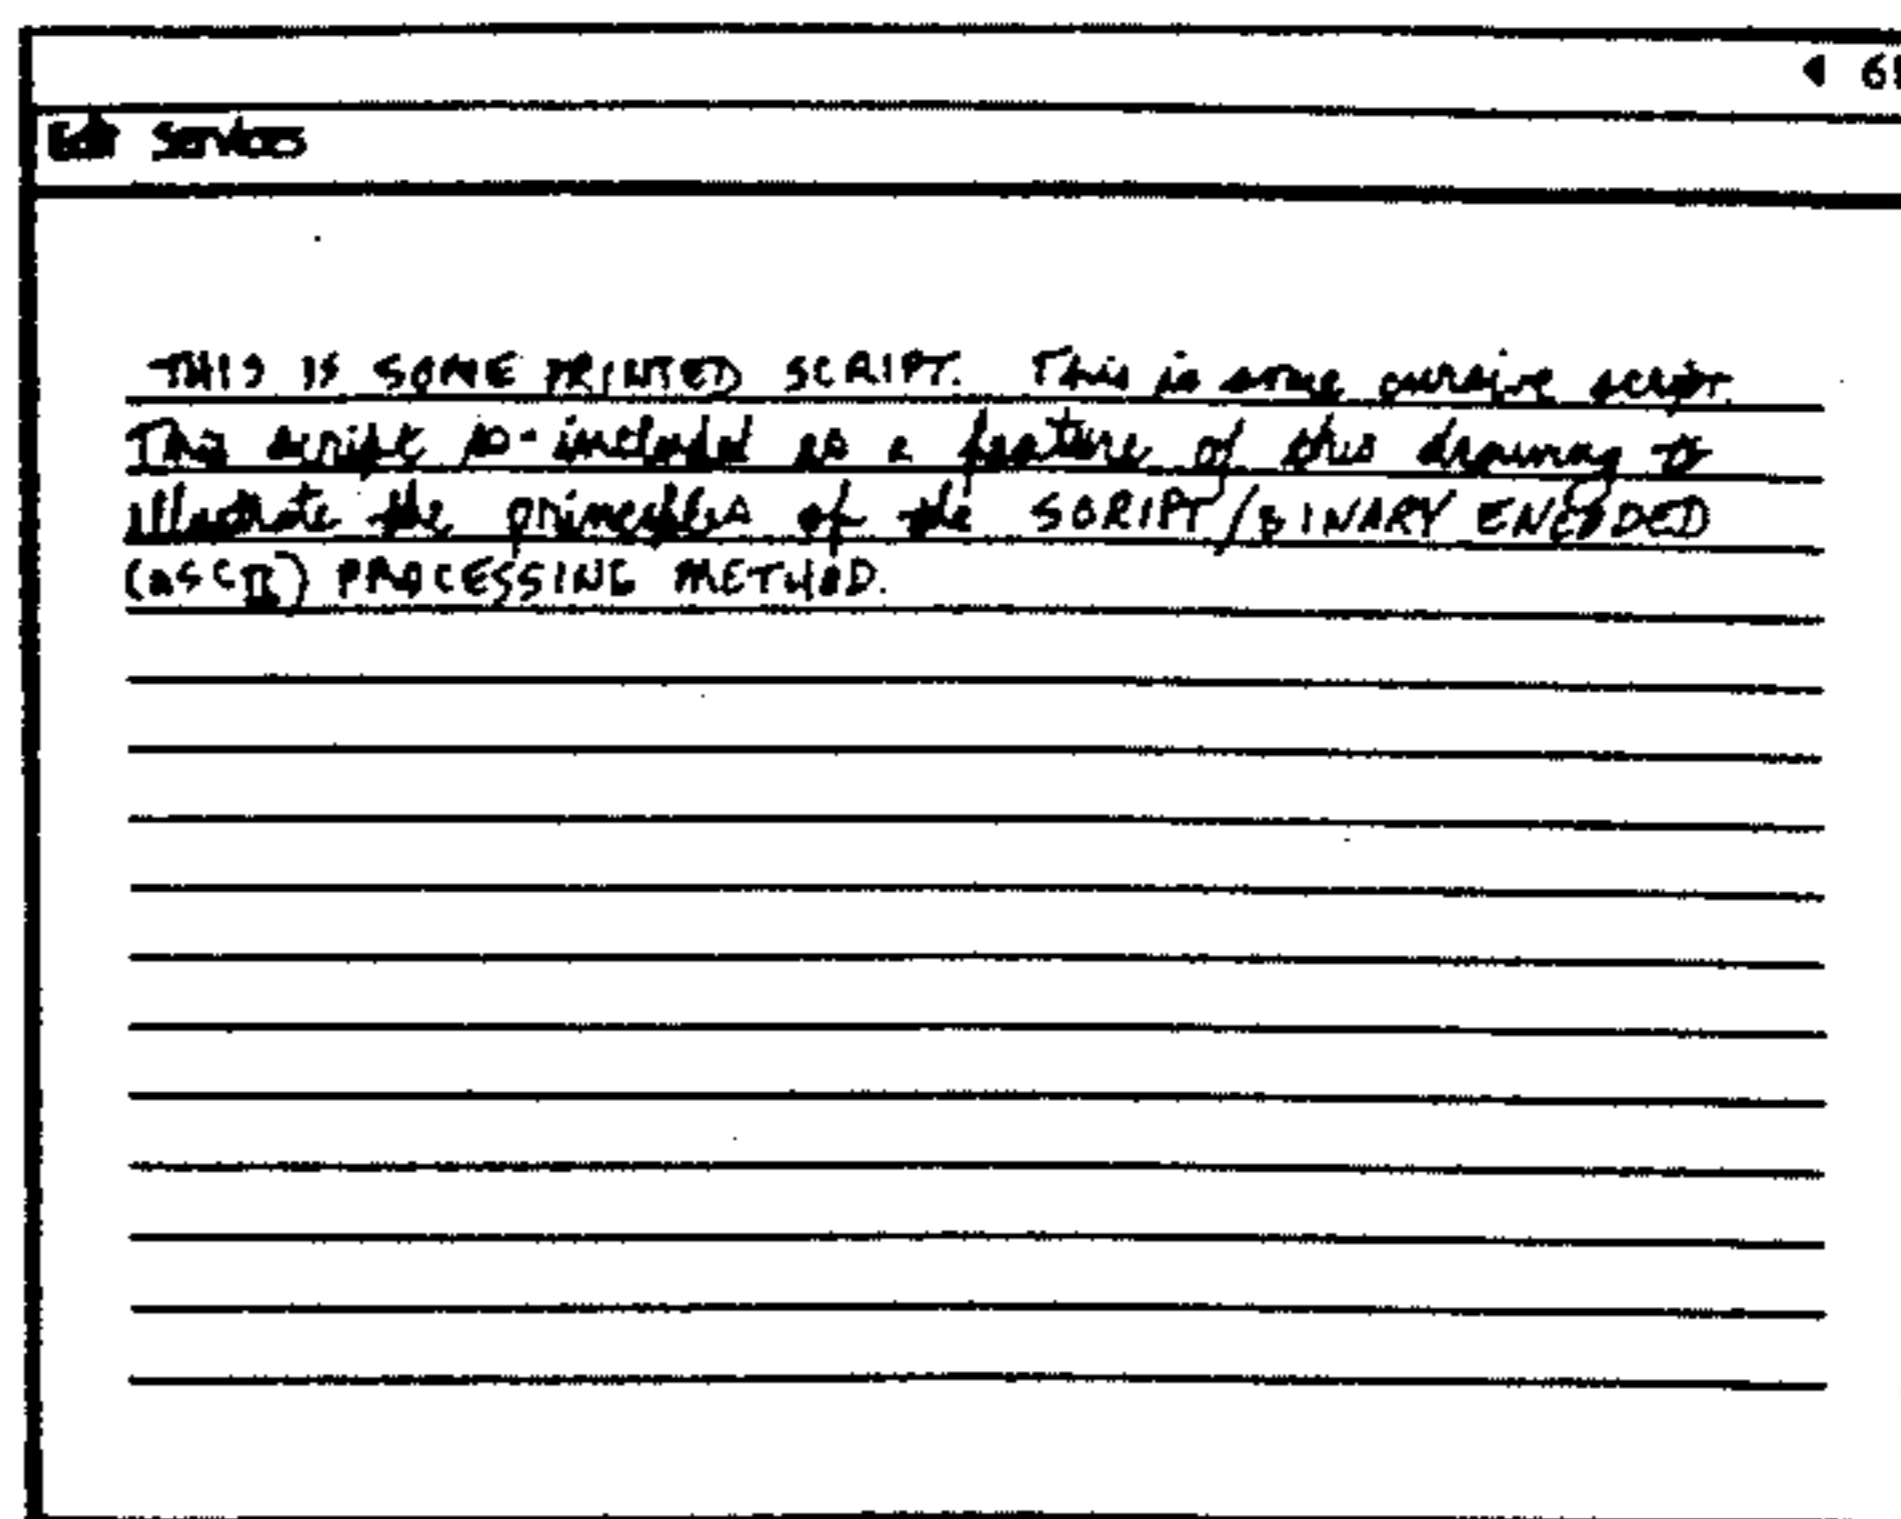 ◀ 61
Edit Services
THIS IS SOME PRINTED SCRIPT. This is some cursive script.
This script is included as a feature of this drawing to
illustrate the principles of the SCRIPT/BINARY ENCODED
(ASCII) PROCESSING METHOD.